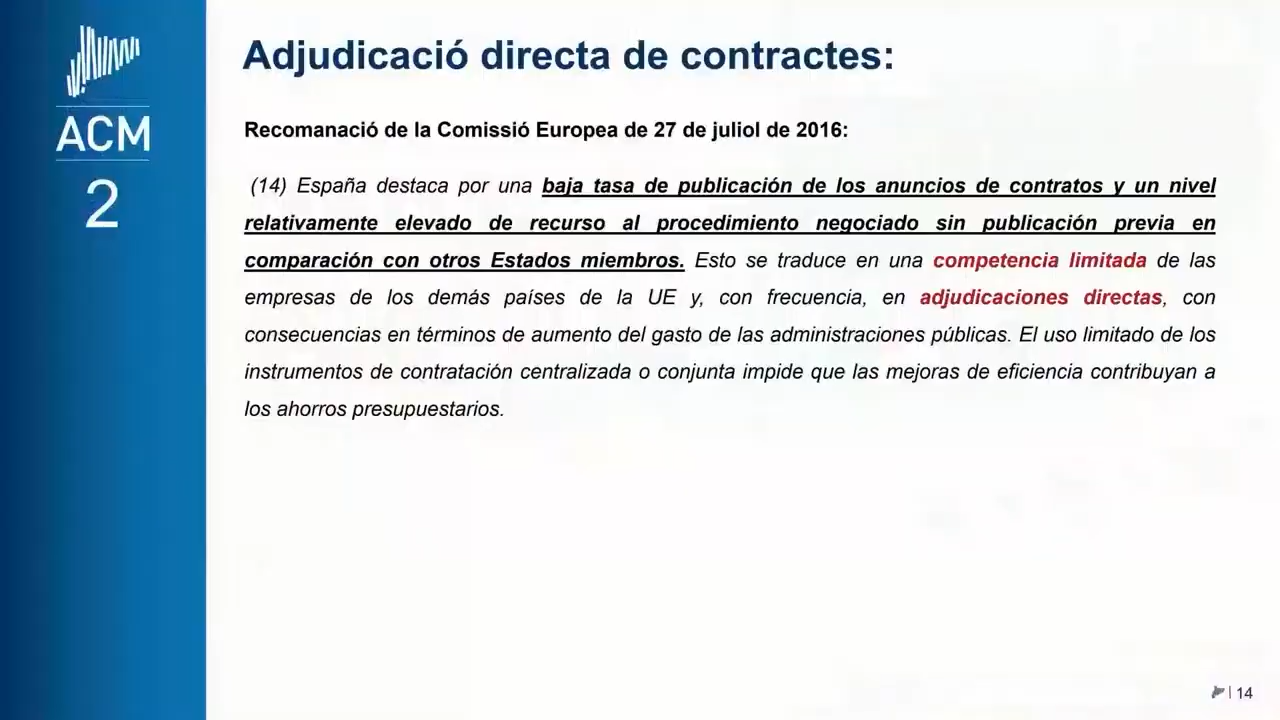 ACM
2
Adjudicació directa de contractes:
Recomanació de la Comissió Europea de 27 de juliol de 2016:
(14) España destaca por una baja tasa de publicación de los anuncios de contratos y un nivel
relativamente elevado de recurso al procedimiento negociado sin publicación previa en
comparación con otros Estados miembros. Esto se traduce en una competencia limitada de las
empresas de los demás países de la UE y, con frecuencia, en adjudicaciones directas, con
consecuencias en términos de aumento del gasto de las administraciones públicas. El uso limitado de los
instrumentos de contratación centralizada o conjunta impide que las mejoras de eficiencia contribuyan a
los ahorros presupuestarios.
14